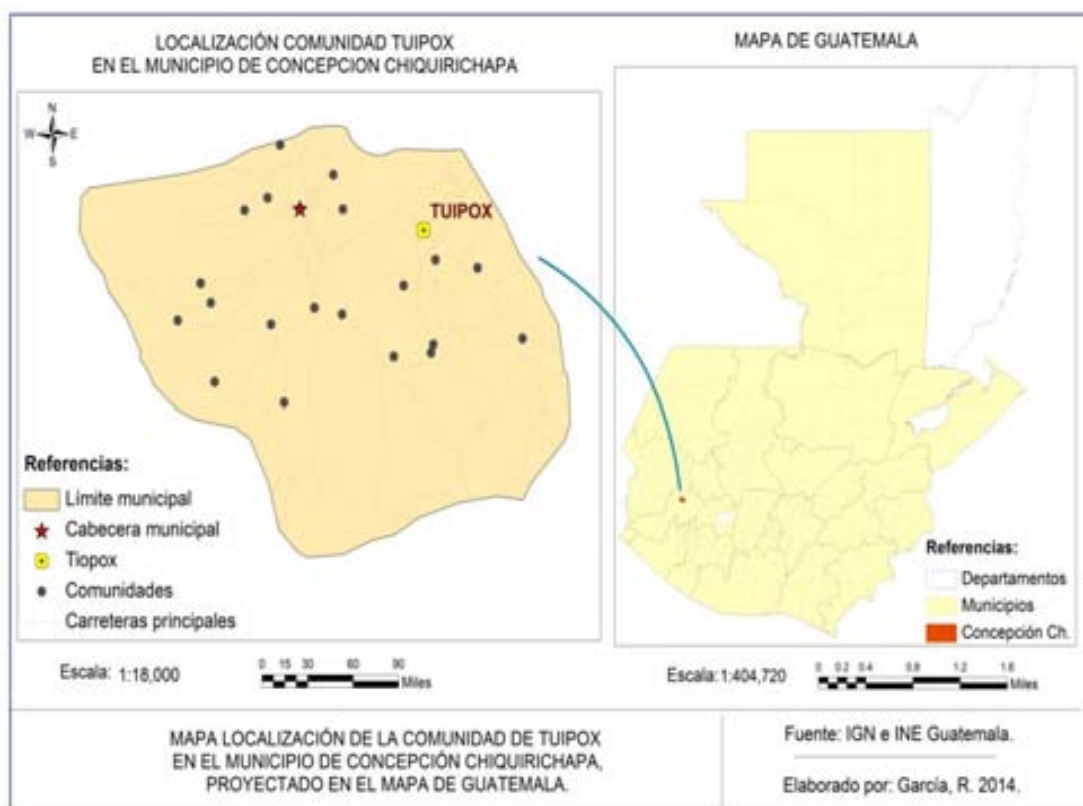 LOCALIZACIÓN COMUNIDAD TUIPOX
EN EL MUNICIPIO DE CONCEPCION CHIQUIRICHAPA
N
W E
S
TUIPOX
Referencias:
Límite municipal
Cabecera municipal
Tiopox
Comunidades
Carreteras principales
Escala: 1:18,000
0 15 30 60 90
Miles
MAPA DE GUATEMALA
Referencias:
Departamentos
Municipios
Concepción Ch.
Escala: 1:404,720
0 0.2 0.4 0.8 1.2 1.6
Miles
MAPA LOCALIZACIÓN DE LA COMUNIDAD DE TUIPOX
EN EL MUNICIPIO DE CONCEPCIÓN CHIQUIRICHAPA,
PROYECTADO EN EL MAPA DE GUATEMALA.
Fuente: IGN e INE Guatemala.
Elaborado por: García, R. 2014.